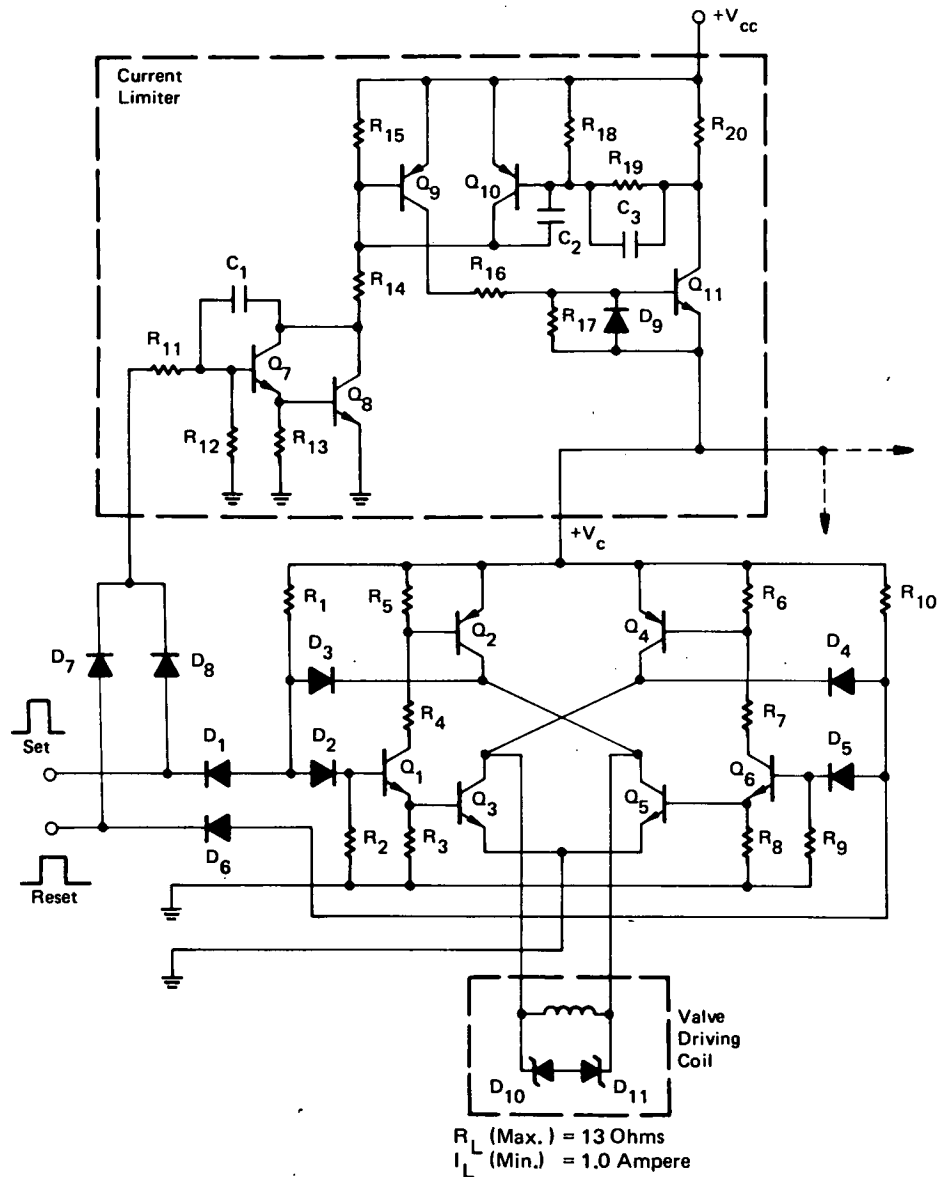 +Vcc
Current
Limiter
R15
R18
R20
R19
Q9
Q10
C3
C2
C1
R14
R16
Q11
R17
D9
R11
Q7
Q8
R12
R13
+Vc
R1
R5
R6
R10
Q2
Q4
D7
D8
D3
D4
R4
R7
Set
D1
D2
D5
Q1
Q6
Q3
Q5
D6
R2
R3
R8
R9
Reset
Valve
Driving
Coil
D10
D11
RL (Max.) = 13 Ohms
IL (Min.) = 1.0 Ampere